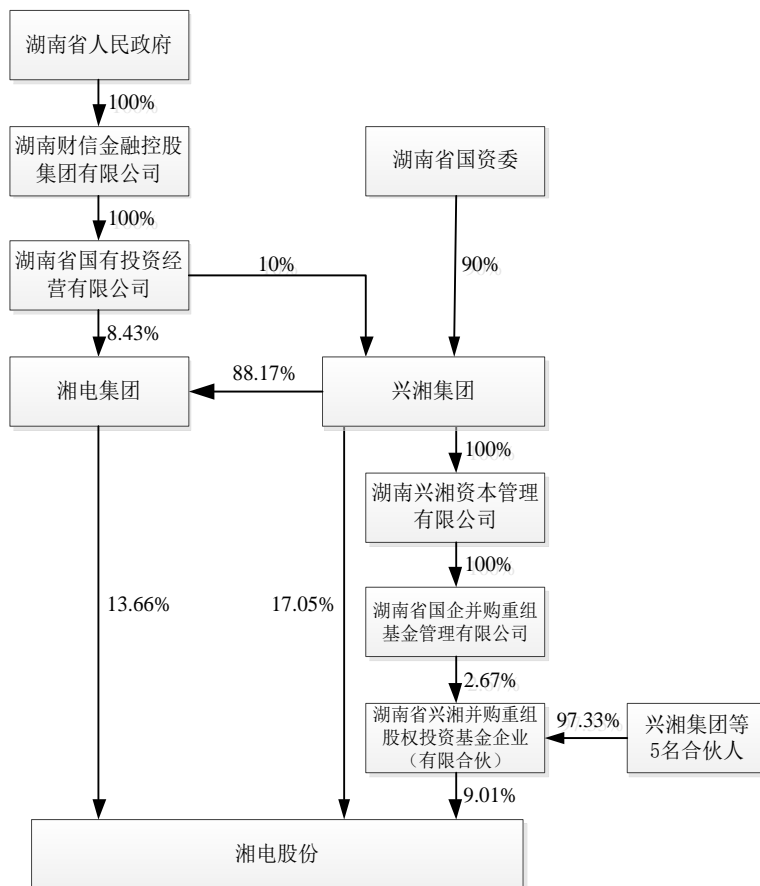 湖南省人民政府
100%
湖南财信金融控股
集团有限公司
湖南省国资委
100%
湖南省国有投资经
营有限公司
10%
90%
8.43%
湘电集团
88.17%
兴湘集团
100%
湖南兴湘资本管理
有限公司
100%
13.66%
17.05%
湖南省国企并购重组
基金管理有限公司
2.67%
湖南省兴湘并购重组
股权投资基金企业
（有限合伙）
97.33%
兴湘集团等
5名合伙人
9.01%
湘电股份